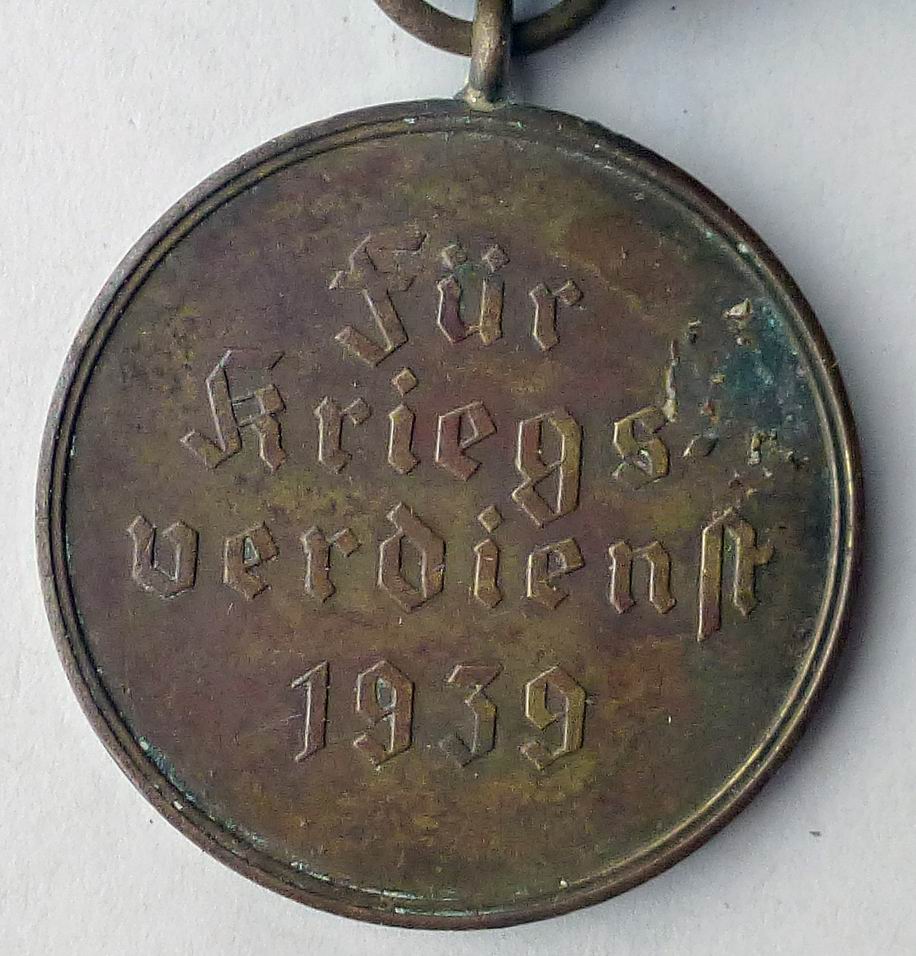 Für
Kriegs-
verdienst
1939